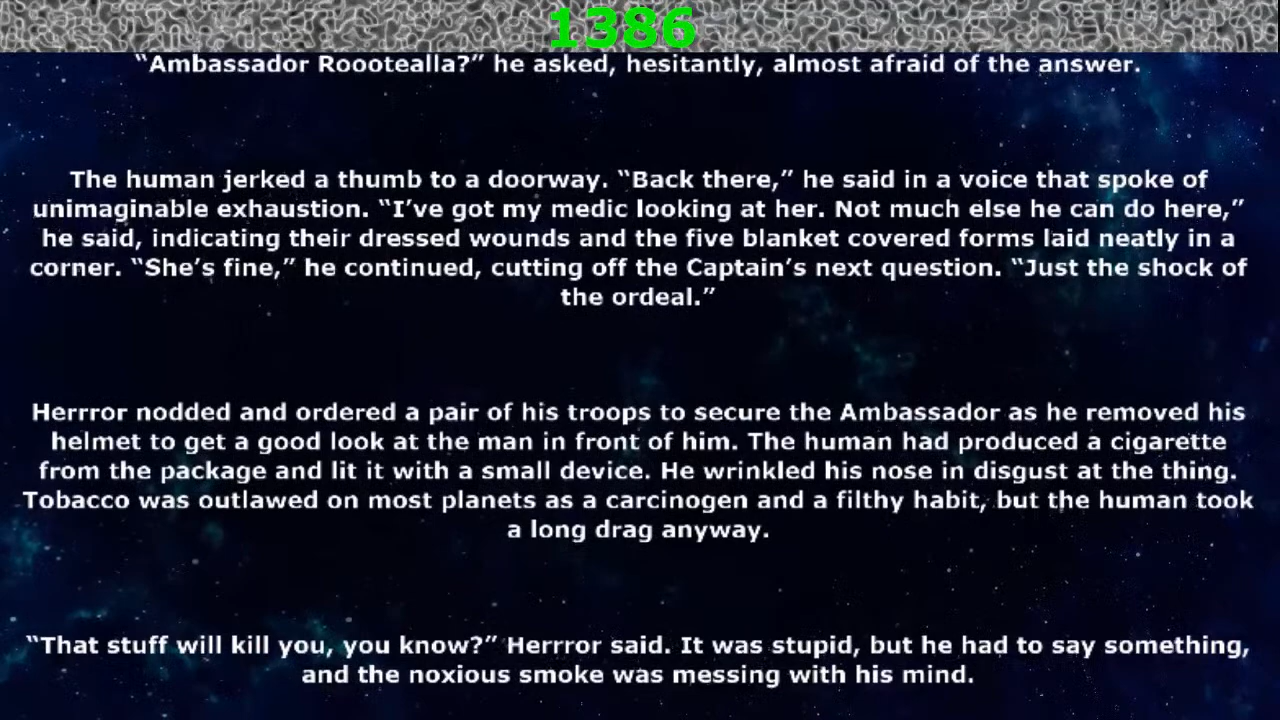 1386
“Ambassador Roootealla?” he asked, hesitantly, almost afraid of the answer.
The human jerked a thumb to a doorway. “Back there,” he said in a voice that spoke of
unimaginable exhaustion. “I’ve got my medic looking at her. Not much else he can do here,”
he said, indicating their dressed wounds and the five blanket covered forms laid neatly in a
corner. “She’s fine,” he continued, cutting off the Captain’s next question. “Just the shock of
the ordeal.”
Herrror nodded and ordered a pair of his troops to secure the Ambassador as he removed his
helmet to get a good look at the man in front of him. The human had produced a cigarette
from the package and lit it with a small device. He wrinkled his nose in disgust at the thing.
Tobacco was outlawed on most planets as a carcinogen and a filthy habit, but the human took
a long drag anyway.
“That stuff will kill you, you know?” Herrror said. It was stupid, but he had to say something,
and the noxious smoke was messing with his mind.